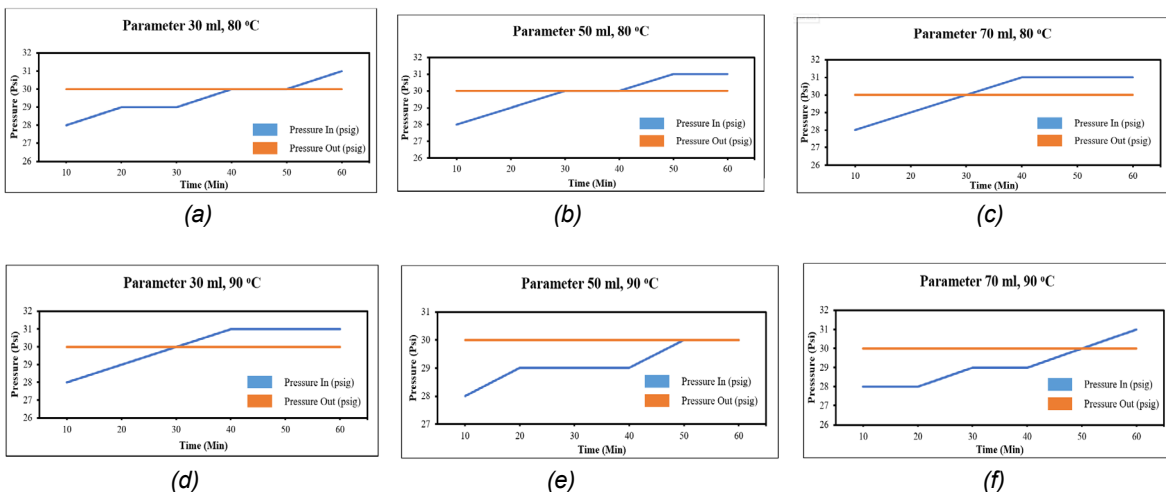 Parameter 30 ml, 80 °C
Pressure (Psi)
32
31
30
29
28
27
26
10 20 30 40 50 60
Time (Min)
Pressure In (psig)
Pressure Out (psig)
(a)
Parameter 50 ml, 80 °C
Pressure (Psi)
32
31
30
29
28
27
26
10 20 30 40 50 60
Time (Min)
Pressure In (psig)
Pressure Out (psig)
(b)
Parameter 70 ml, 80 °C
Pressure (Psi)
32
31
30
29
28
27
26
10 20 30 40 50 60
Time (Min)
Pressure In (psig)
Pressure Out (psig)
(c)
Parameter 30 ml, 90 °C
Pressure (Psi)
32
31
30
29
28
27
26
10 20 30 40 50 60
Time (Min)
Pressure In (psig)
Pressure Out (psig)
(d)
Parameter 50 ml, 90 °C
Pressure (Psi)
31
30
29
28
27
10 20 30 40 50 60
Time (Min)
Pressure In (psig)
Pressure Out (psig)
(e)
Parameter 70 ml, 90 °C
Presssure (Psi)
32
31
30
29
28
27
26
10 20 30 40 50 60
Time (Min)
Pressure In (psig)
Pressure Out (psig)
(f)